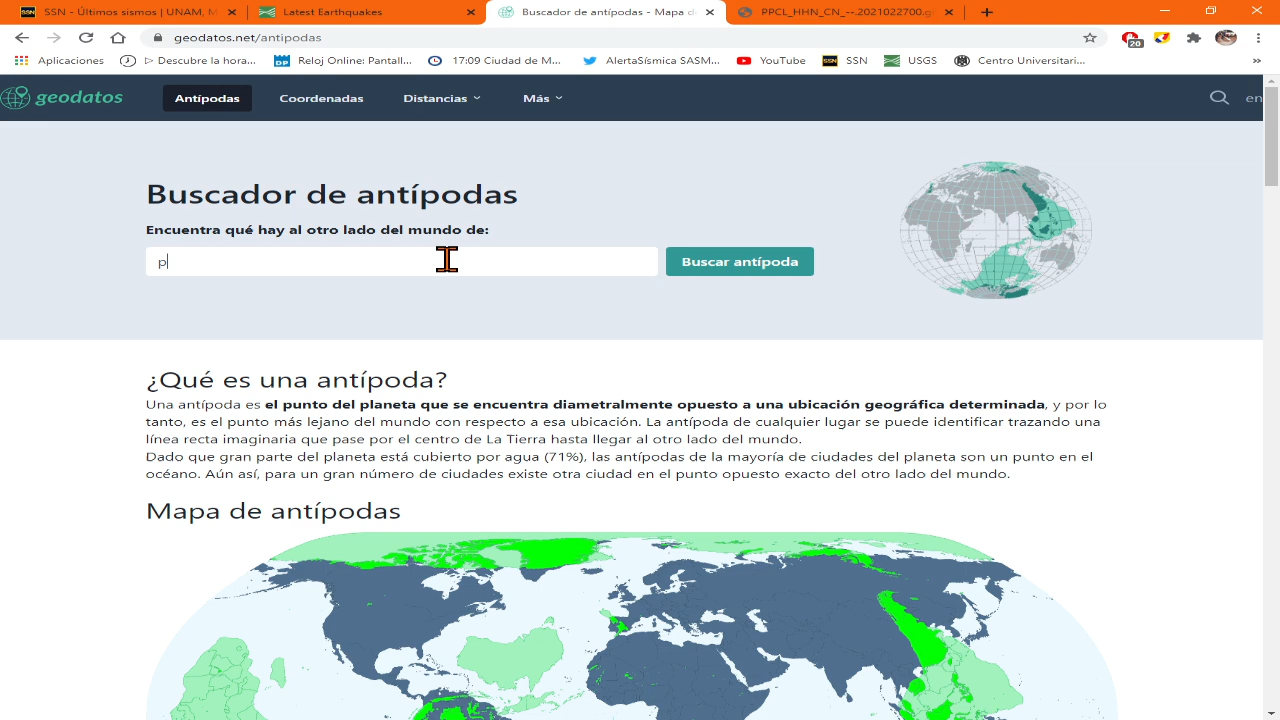 SSN - Últimos sismos | UNAM, M
Latest Earthquakes
Buscador de antípodas - Mapa d
PPCL_HHN_CN_--.2021022700.g
geodatos.net/antipodas
20
Aplicaciones
▷ Descubre la hora...
DP
Reloj Online: Pantall...
17:09 Ciudad de M...
AlertaSísmica SASM...
YouTube
SSN
USGS
Centro Universitari...
»
geodatos
Antípodas
Coordenadas
Distancias
Más
en
Buscador de antípodas
Encuentra qué hay al otro lado del mundo de:
p
Buscar antípoda
¿Qué es una antípoda?
Una antípoda es el punto del planeta que se encuentra diametralmente opuesto a una ubicación geográfica determinada, y por lo
tanto, es el punto más lejano del mundo con respecto a esa ubicación. La antípoda de cualquier lugar se puede identificar trazando una
línea recta imaginaria que pase por el centro de La Tierra hasta llegar al otro lado del mundo.
Dado que gran parte del planeta está cubierto por agua (71%), las antípodas de la mayoría de ciudades del planeta son un punto en el
océano. Aún así, para un gran número de ciudades existe otra ciudad en el punto opuesto exacto del otro lado del mundo.
Mapa de antípodas